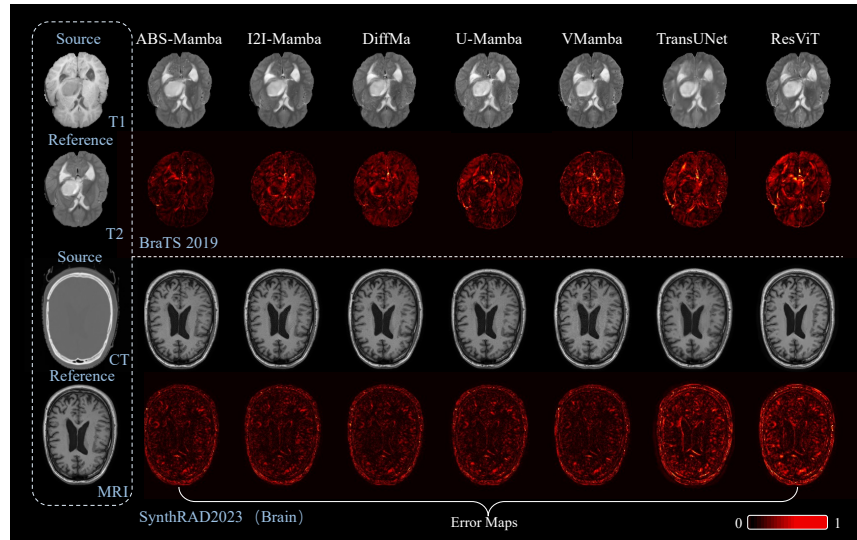 Source ABS-Mamba I2I-Mamba DiffMa U-Mamba VMamba TransUNet ResViT
T1
Reference
T2
BraTS 2019
Source
CT
Reference
MRI
SynthRAD2023 （Brain）
Error Maps
0 1